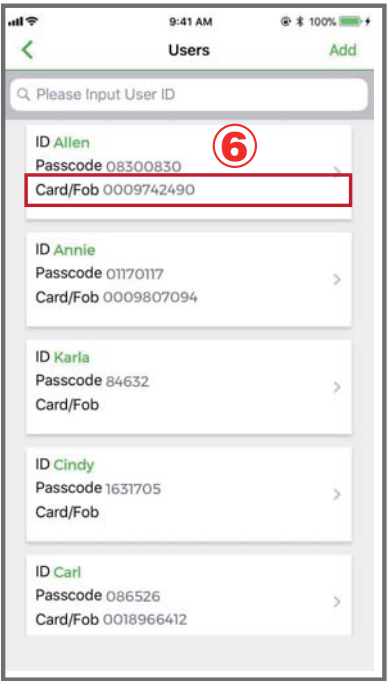 9:41 AM
100%
Users
Add
Please Input User ID
ID Allen
6
Passcode 08300830
Card/Fob 0009742490
ID Annie
Passcode 01170117
Card/Fob 0009807094
ID Karla
Passcode 84632
Card/Fob
ID Cindy
Passcode 1631705
Card/Fob
ID Carl
Passcode 086526
Card/Fob 0018966412